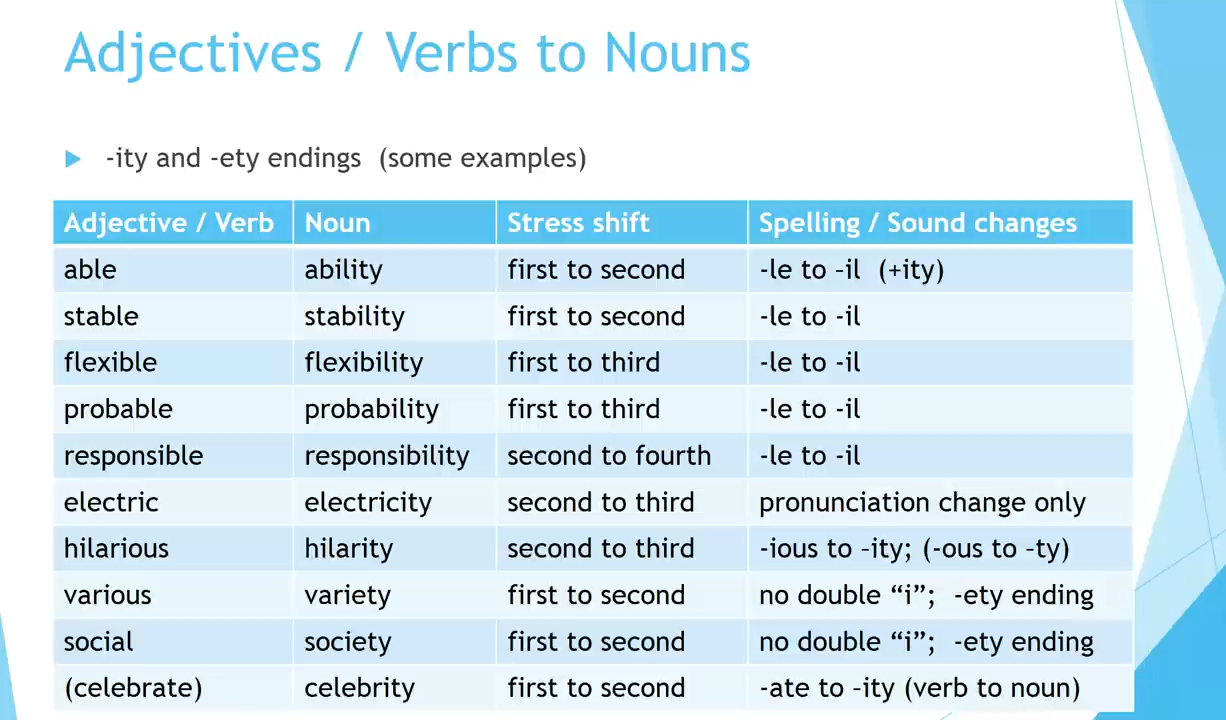 Adjectives / Verbs to Nouns
-ity and -ety endings (some examples)
Adjective / Verb Noun Stress shift Spelling / Sound changes
able ability first to second -le to –il (+ity)
stable stability first to second -le to -il
flexible flexibility first to third -le to -il
probable probability first to third -le to -il
responsible responsibility second to fourth -le to -il
electric electricity second to third pronunciation change only
hilarious hilarity second to third -ious to –ity; (-ous to –ty)
various variety first to second no double “i”; -ety ending
social society first to second no double “i”; -ety ending
(celebrate) celebrity first to second -ate to –ity (verb to noun)